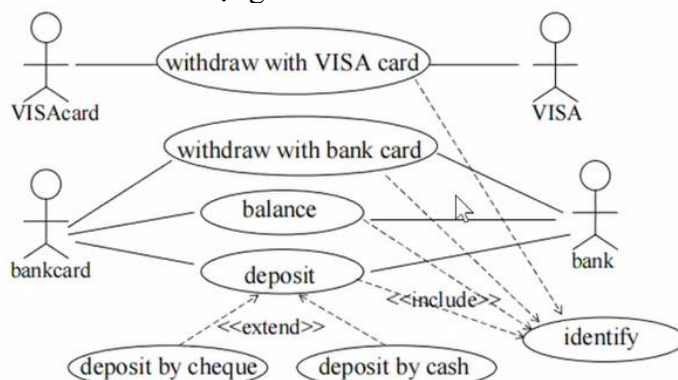 withdraw with VISA card
VISAcard
VISA
withdraw with bank card
balance
bankcard
bank
deposit
<<include>>
<<extend>>
identify
deposit by cheque
deposit by cash